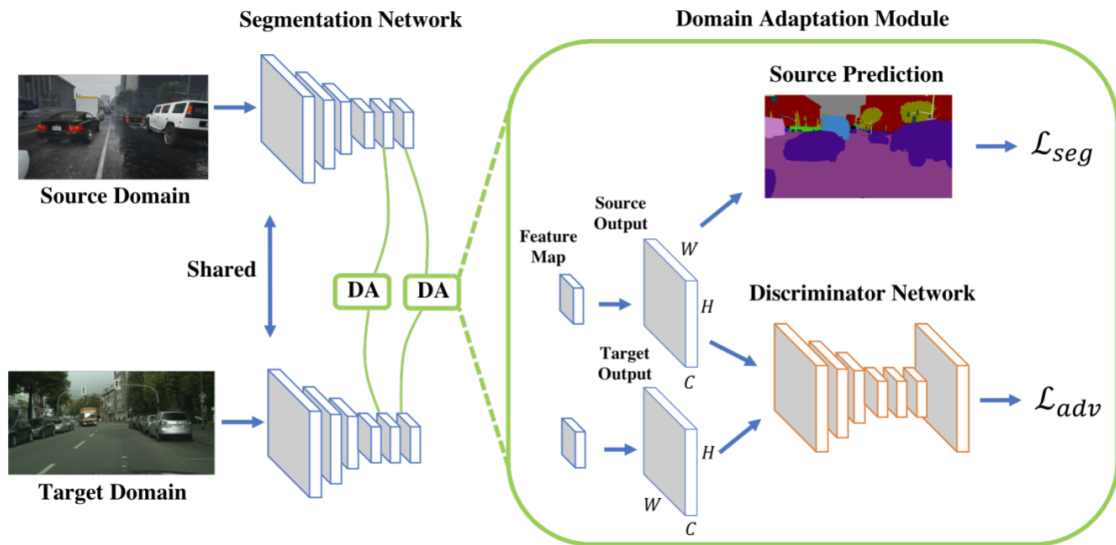 Segmentation Network
Domain Adaptation Module
Source Prediction
ℒseg
Source Domain
Source
Output
Feature
Map
W
H
C
Shared
DA
DA
Discriminator Network
Target Output
ℒadv
H
W
C
Target Domain